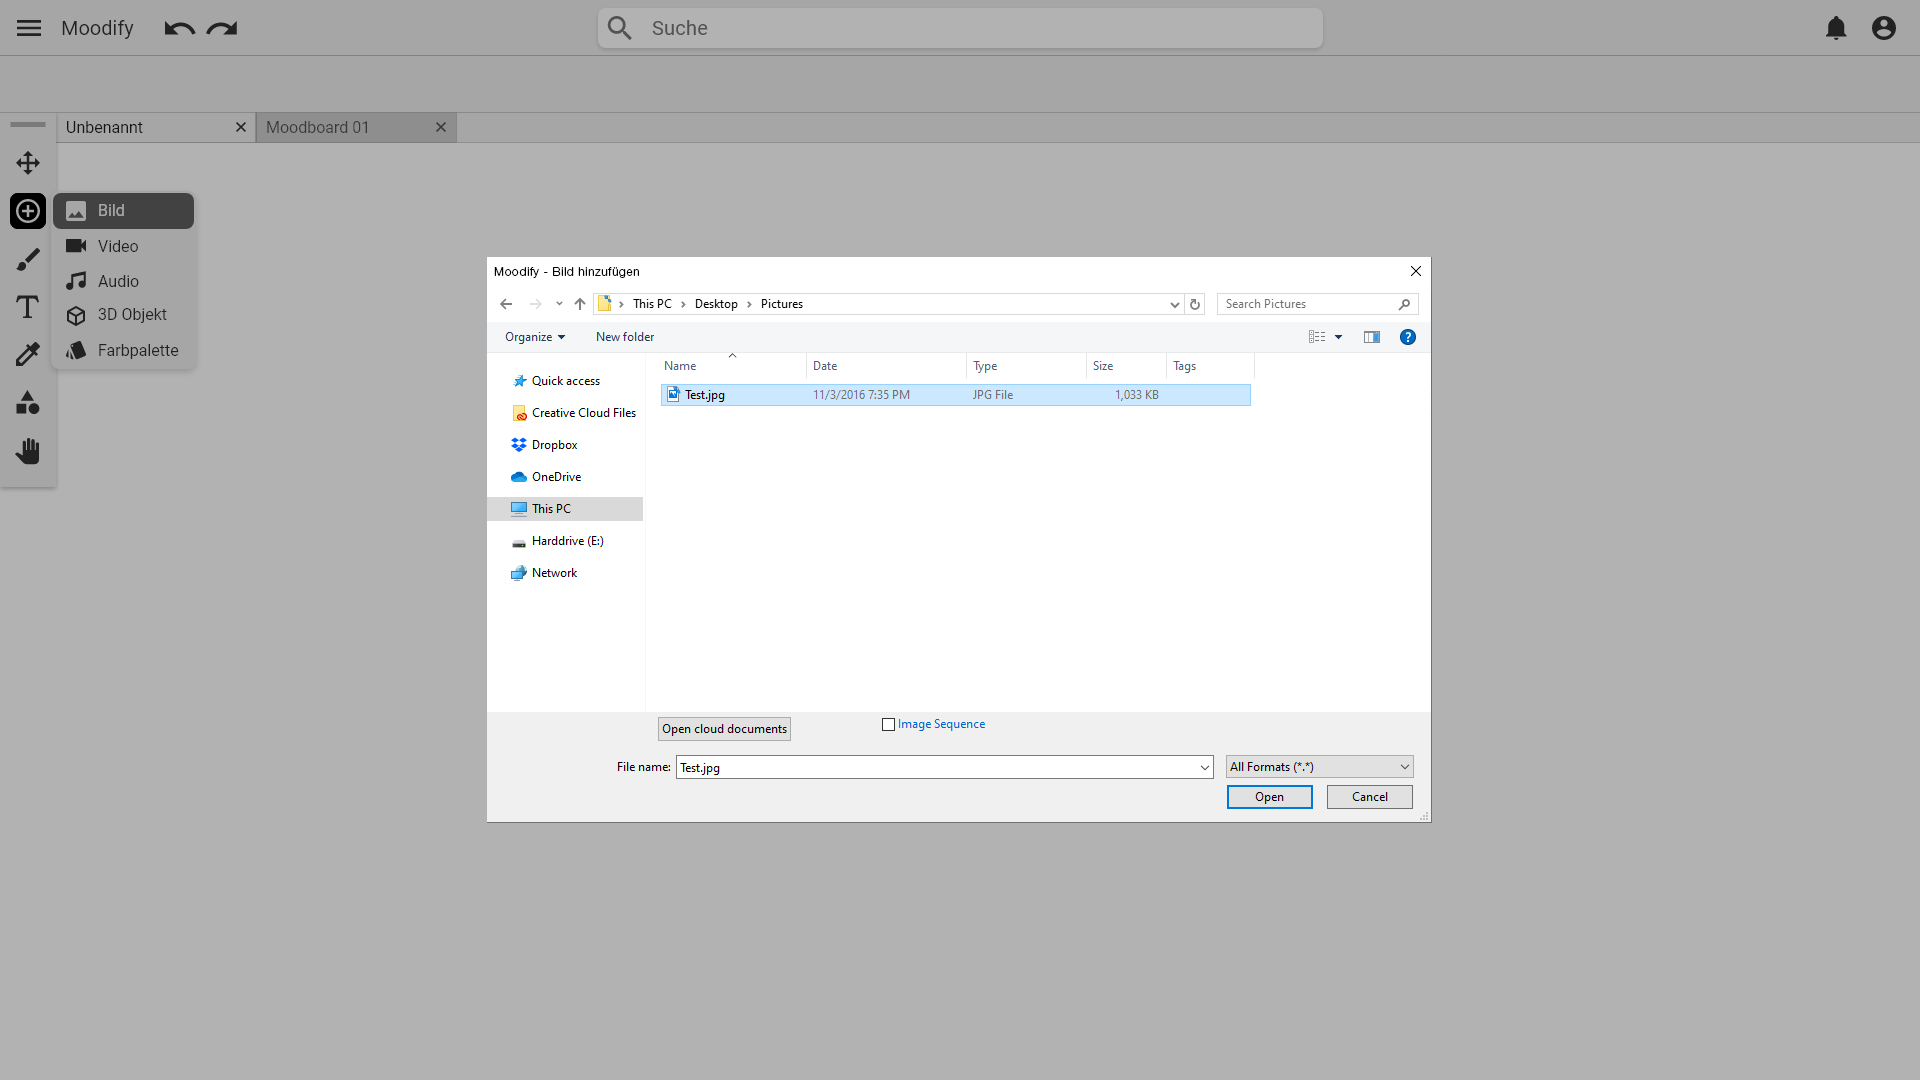 Moodify
Suche
Unbenannt
Moodboard 01
Bild
Video
Audio
3D Objekt
Farbpalette
Moodify - Bild hinzufügen
This PC > Desktop > Pictures
Search Pictures
Organize
New folder
Name Date Type Size Tags
Test.jpg 11/3/2016 7:35 PM JPG File 1,033 KB
Quick access
Creative Cloud Files
Dropbox
OneDrive
This PC
Harddrive (E:)
Network
Open cloud documents
Image Sequence
File name: Test.jpg
All Formats (*.*)
Open
Cancel